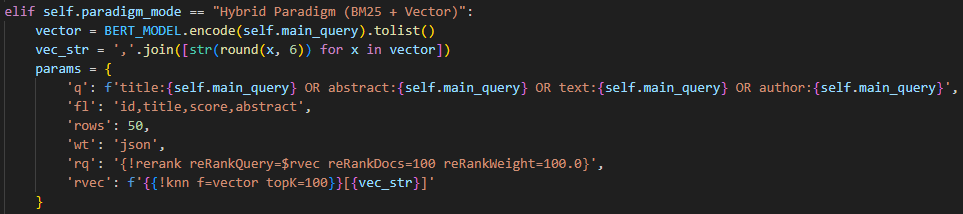 elif self.paradigm_mode == "Hybrid Paradigm (BM25 + Vector)":
    vector = BERT_MODEL.encode(self.main_query).tolist()
    vec_str = ','.join([str(round(x, 6)) for x in vector])
    params = {
        'q': f'title:{self.main_query} OR abstract:{self.main_query} OR text:{self.main_query} OR author:{self.main_query}',
        'fl': 'id,title,score,abstract',
        'rows': 50,
        'wt': 'json',
        'rq': '{!rerank reRankQuery=$rvec reRankDocs=100 reRankWeight=100.0}',
        'rvec': f'{{!knn f=vector topK=100}}[{vec_str}]'
    }